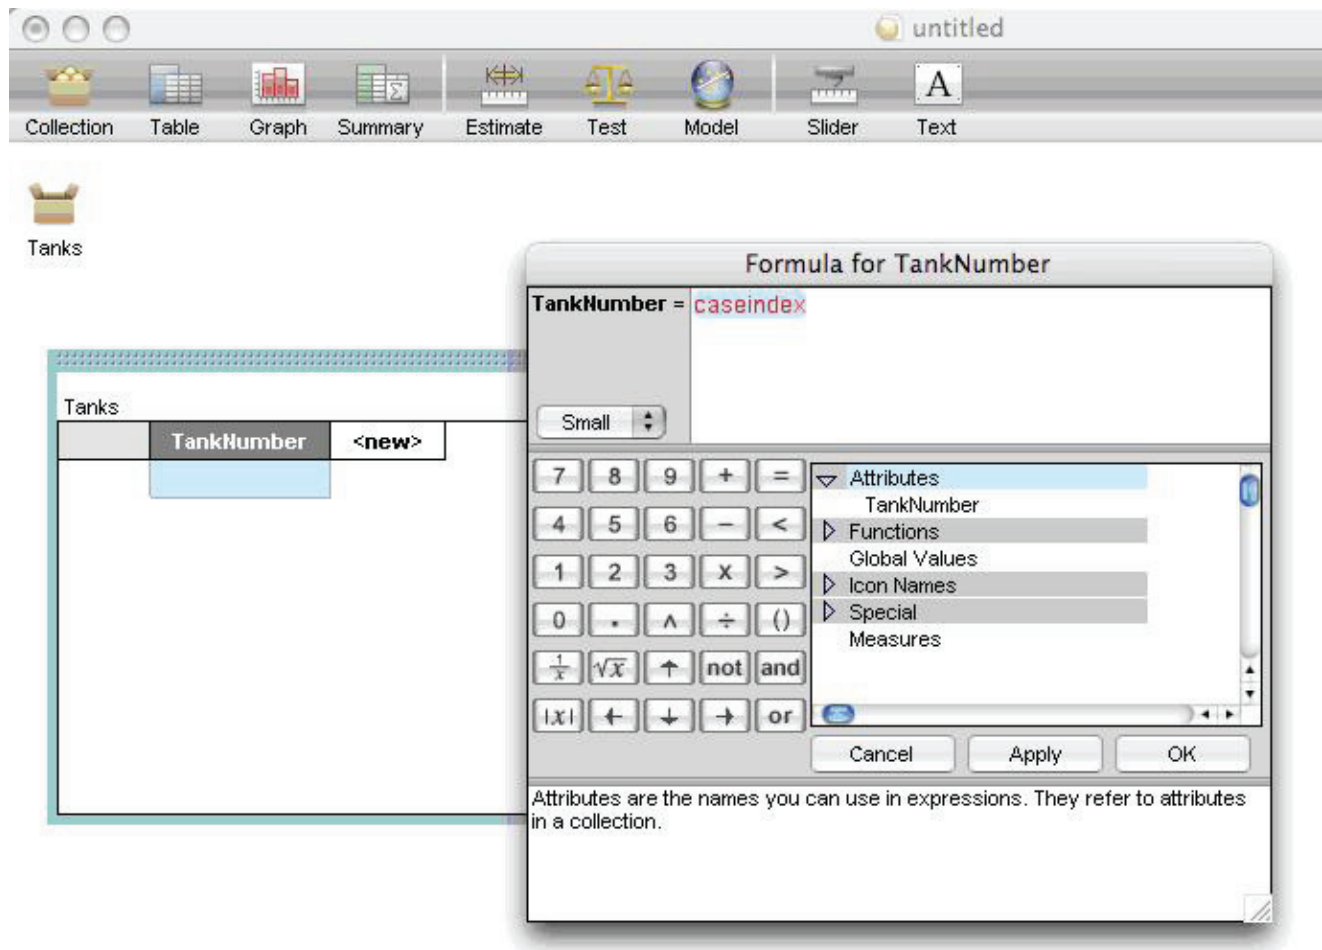 untitled
Collection Table Graph Summary Estimate Test Model Slider A Text
Tanks
Formula for TankNumber
TankNumber = caseindex
Small
Tanks
TankNumber <new>
7 8 9 + =
4 5 6 − <
1 2 3 x >
0 . ^ ÷ ()
1/x √x ↑ not and
|x| ← ↓ → or
Attributes
TankNumber
Functions
Global Values
Icon Names
Special
Measures
Cancel Apply OK
Attributes are the names you can use in expressions. They refer to attributes
in a collection.